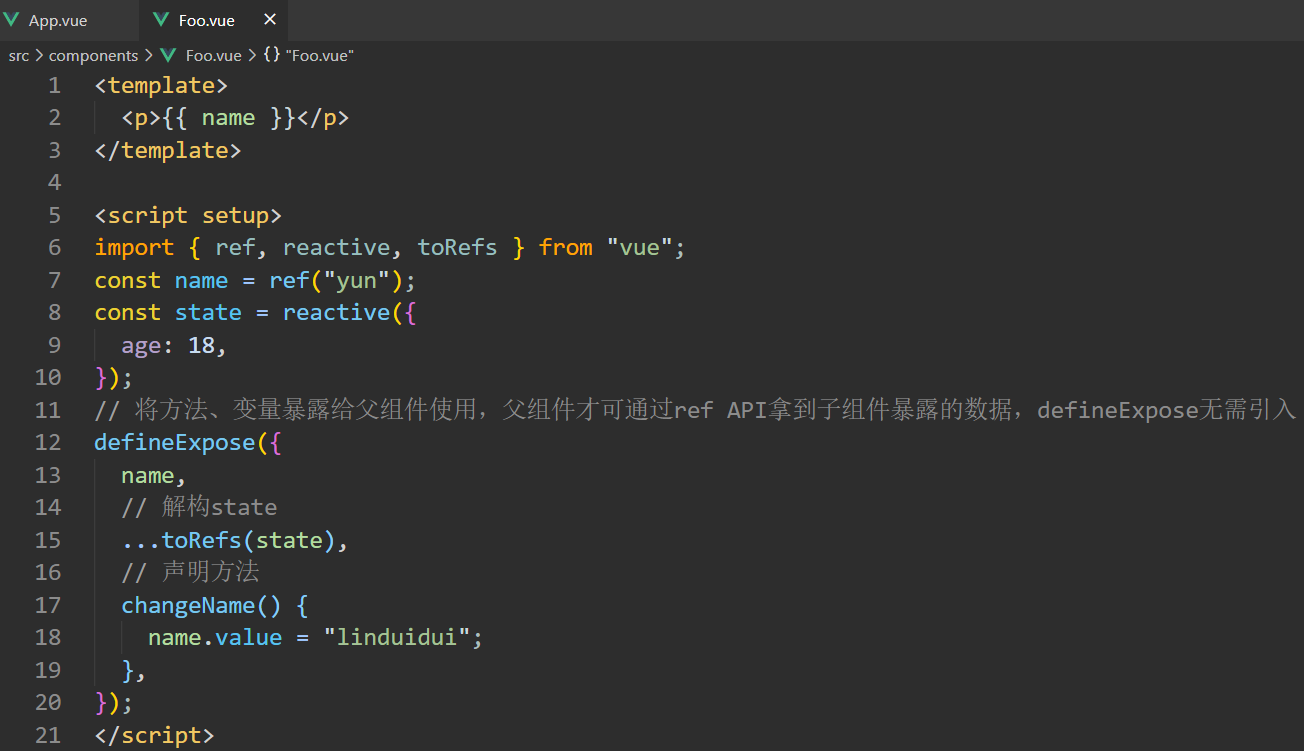 App.vue Foo.vue ×
src > components > Foo.vue > {} "Foo.vue"
1 <template>
2   <p>{{ name }}</p>
3 </template>
4
5 <script setup>
6 import { ref, reactive, toRefs } from "vue";
7 const name = ref("yun");
8 const state = reactive({
9   age: 18,
10 });
11 // 将方法、变量暴露给父组件使用，父组件才可通过ref API拿到子组件暴露的数据，defineExpose无需引入
12 defineExpose({
13   name,
14   // 解构state
15   ...toRefs(state),
16   // 声明方法
17   changeName() {
18     name.value = "linduidui";
19   },
20 });
21 </script>